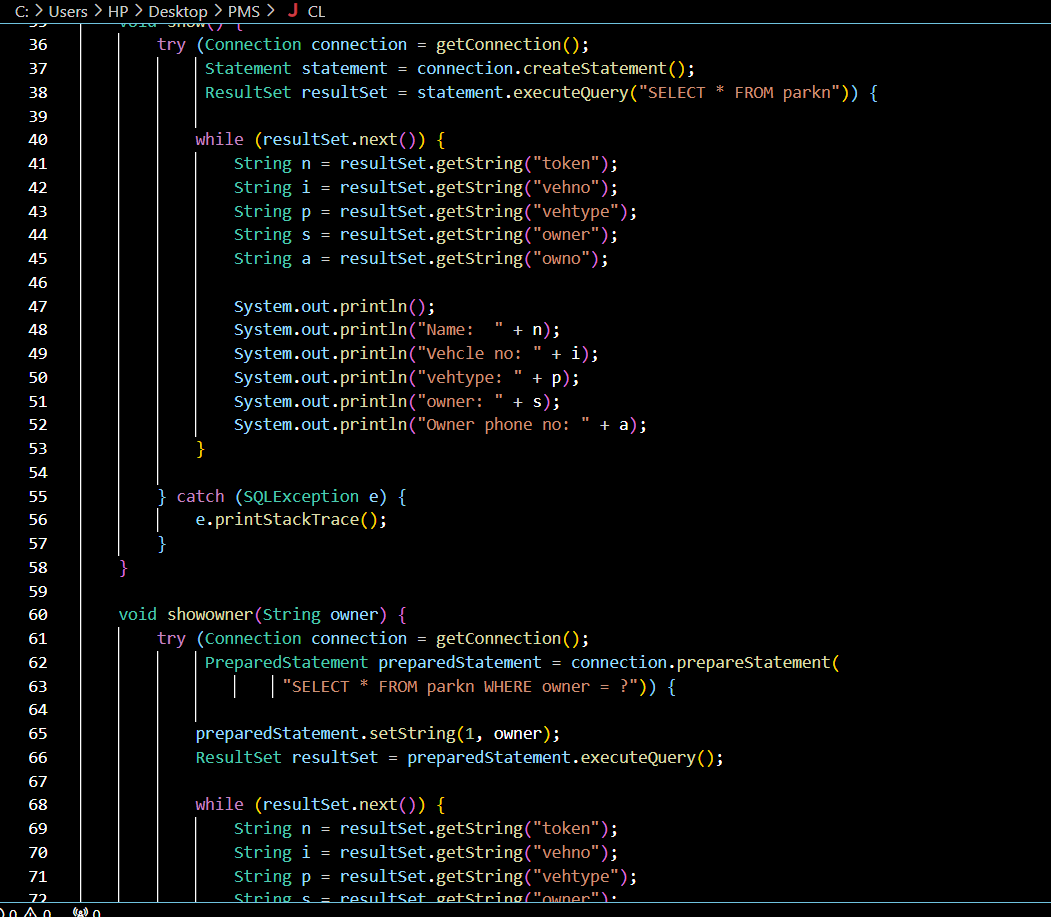 C: > Users > HP > Desktop > PMS > J CL
35 void show() {
36 try (Connection connection = getConnection();
37 Statement statement = connection.createStatement();
38 ResultSet resultSet = statement.executeQuery("SELECT * FROM parkn")) {
39
40 while (resultSet.next()) {
41 String n = resultSet.getString("token");
42 String i = resultSet.getString("vehno");
43 String p = resultSet.getString("vehtype");
44 String s = resultSet.getString("owner");
45 String a = resultSet.getString("owno");
46
47 System.out.println();
48 System.out.println("Name:  " + n);
49 System.out.println("Vehcle no: " + i);
50 System.out.println("vehtype: " + p);
51 System.out.println("owner: " + s);
52 System.out.println("Owner phone no: " + a);
53 }
54
55 } catch (SQLException e) {
56 e.printStackTrace();
57 }
58 }
59
60 void showowner(String owner) {
61 try (Connection connection = getConnection();
62 PreparedStatement preparedStatement = connection.prepareStatement(
63 "SELECT * FROM parkn WHERE owner = ?")) {
64
65 preparedStatement.setString(1, owner);
66 ResultSet resultSet = preparedStatement.executeQuery();
67
68 while (resultSet.next()) {
69 String n = resultSet.getString("token");
70 String i = resultSet.getString("vehno");
71 String p = resultSet.getString("vehtype");
72 String s = resultSet.getString("owner");
0 0 0